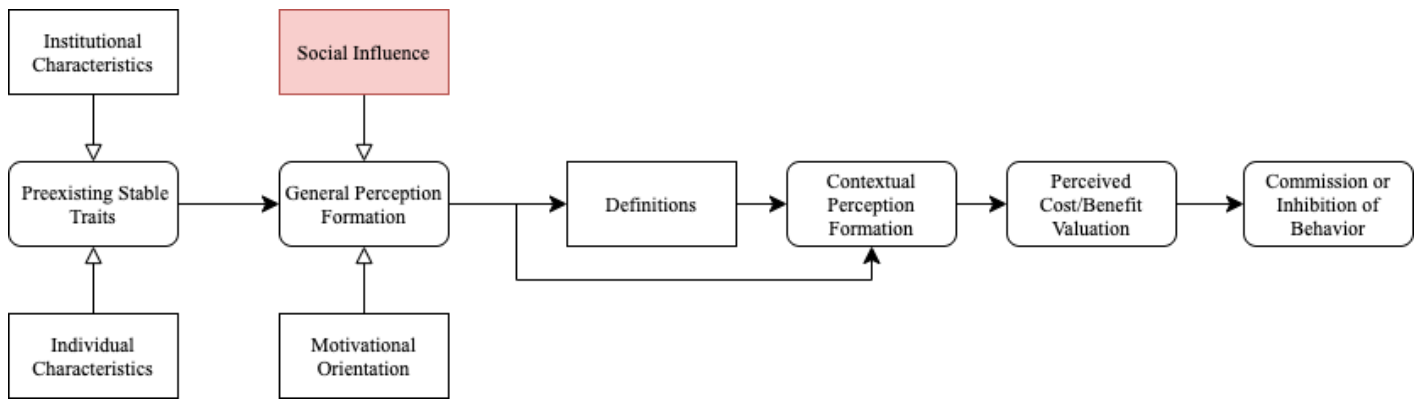 Institutional
Characteristics
Social Influence
Preexisting Stable
Traits
General Perception
Formation
Definitions
Contextual
Perception
Formation
Perceived
Cost/Benefit
Valuation
Commission or
Inhibition of
Behavior
Individual
Characteristics
Motivational
Orientation